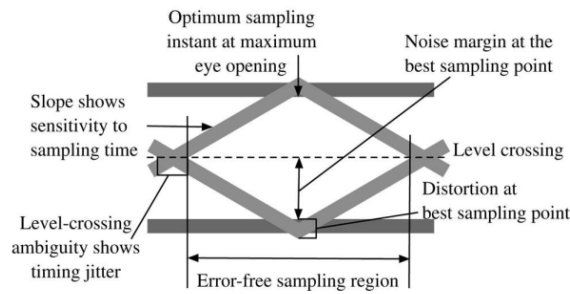 Optimum sampling
instant at maximum
eye opening
Noise margin at the
best sampling point
Slope shows
sensitivity to
sampling time
Level crossing
Distortion at
best sampling point
Level-crossing
ambiguity shows
timing jitter
Error-free sampling region